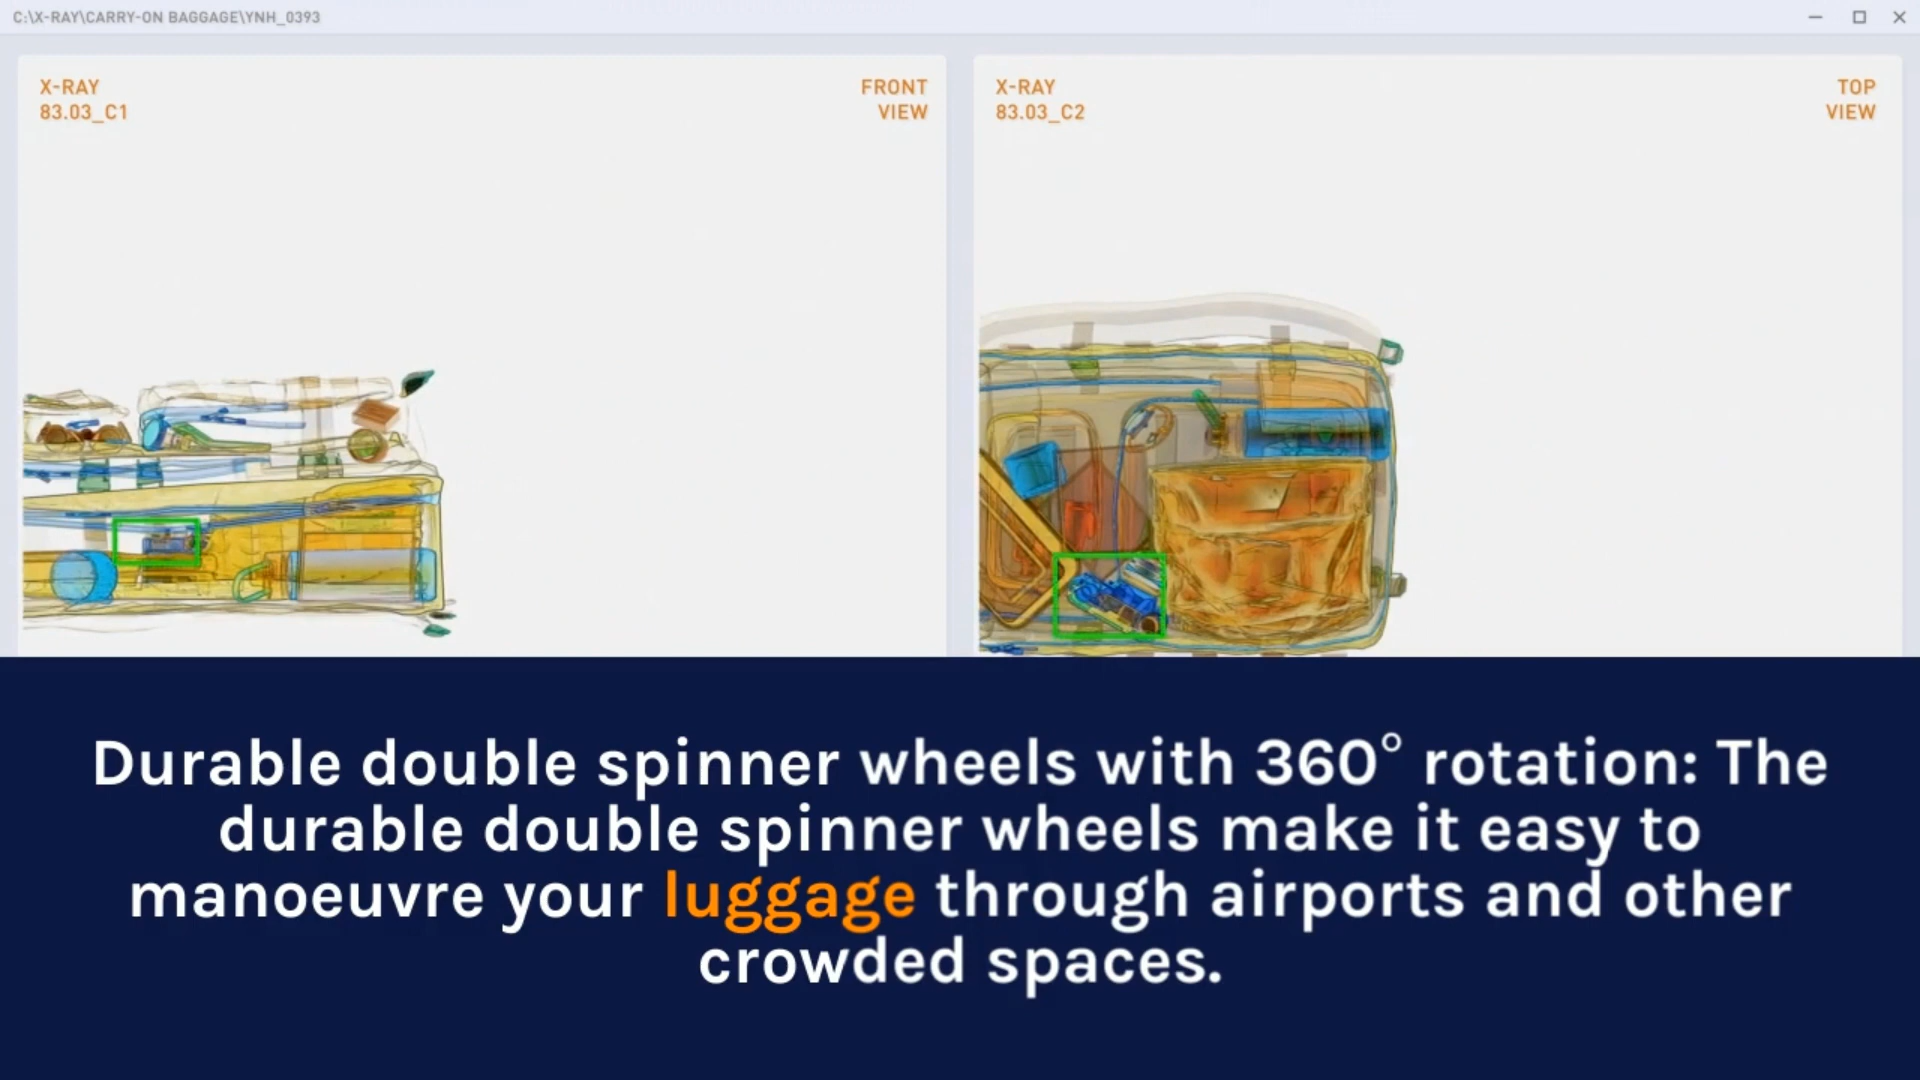 C:\X-RAY\CARRY-ON BAGGAGE\YNH_0393
X-RAY
83.03_C1
FRONT
VIEW
X-RAY
83.03_C2
TOP
VIEW
Durable double spinner wheels with 360° rotation: The
durable double spinner wheels make it easy to
manoeuvre your luggage through airports and other
crowded spaces.